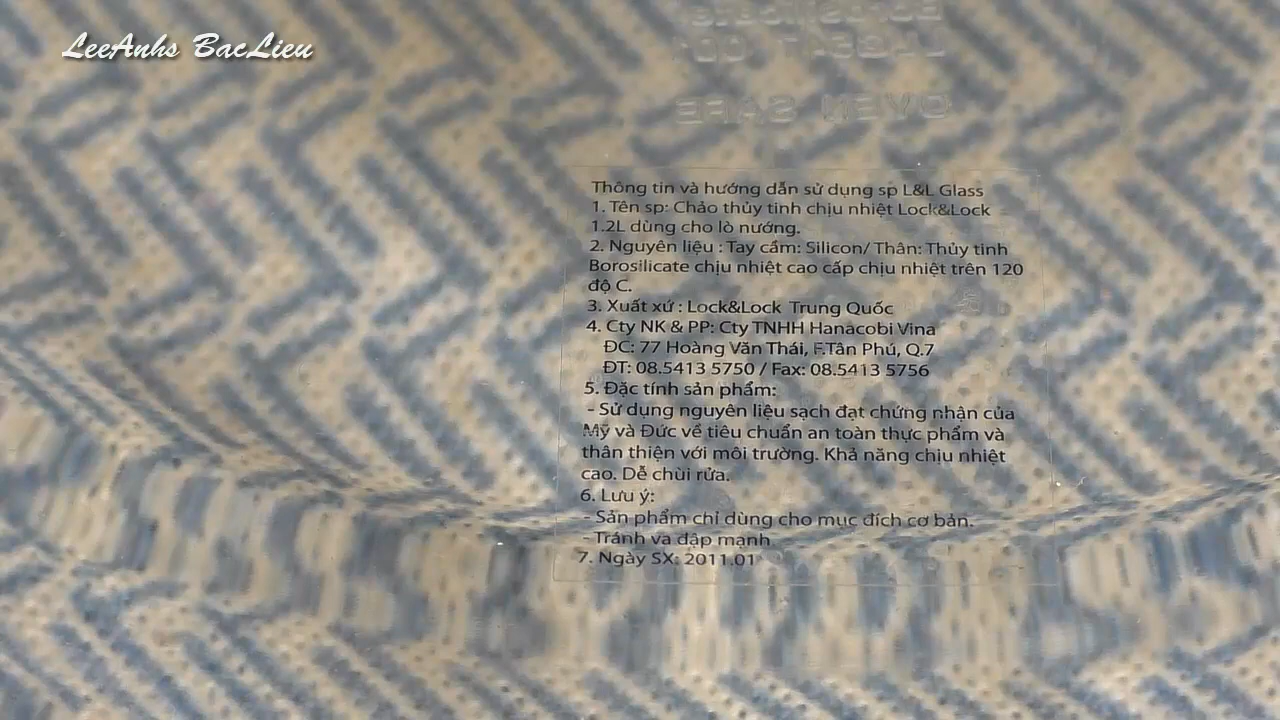 LeeAnhs BacLieu
OVEN SAFE
Thông tin và hướng dẫn sử dụng sp L&L Glass
1. Tên sp: Chảo thủy tinh chịu nhiệt Lock&Lock
1.2L dùng cho lò nướng.
2. Nguyên liệu : Tay cầm: Silicon/ Thân: Thủy tinh
Borosilicate chịu nhiệt cao cấp chịu nhiệt trên 120
độ C.
3. Xuất xứ : Lock&Lock Trung Quốc
4. Cty NK & PP: Cty TNHH Hanacobi Vina
ĐC: 77 Hoàng Văn Thái, F.Tân Phú, Q.7
ĐT: 08.5413 5750 / Fax: 08.5413 5756
5. Đặc tính sản phẩm:
- Sử dụng nguyên liệu sạch đạt chứng nhận của
Mỹ và Đức về tiêu chuẩn an toàn thực phẩm và
thân thiện với môi trường. Khả năng chịu nhiệt
cao. Dễ chùi rửa.
6. Lưu ý:
- Sản phẩm chỉ dùng cho mục đích cơ bản.
- Tránh va đập mạnh
7. Ngày SX: 2011.01